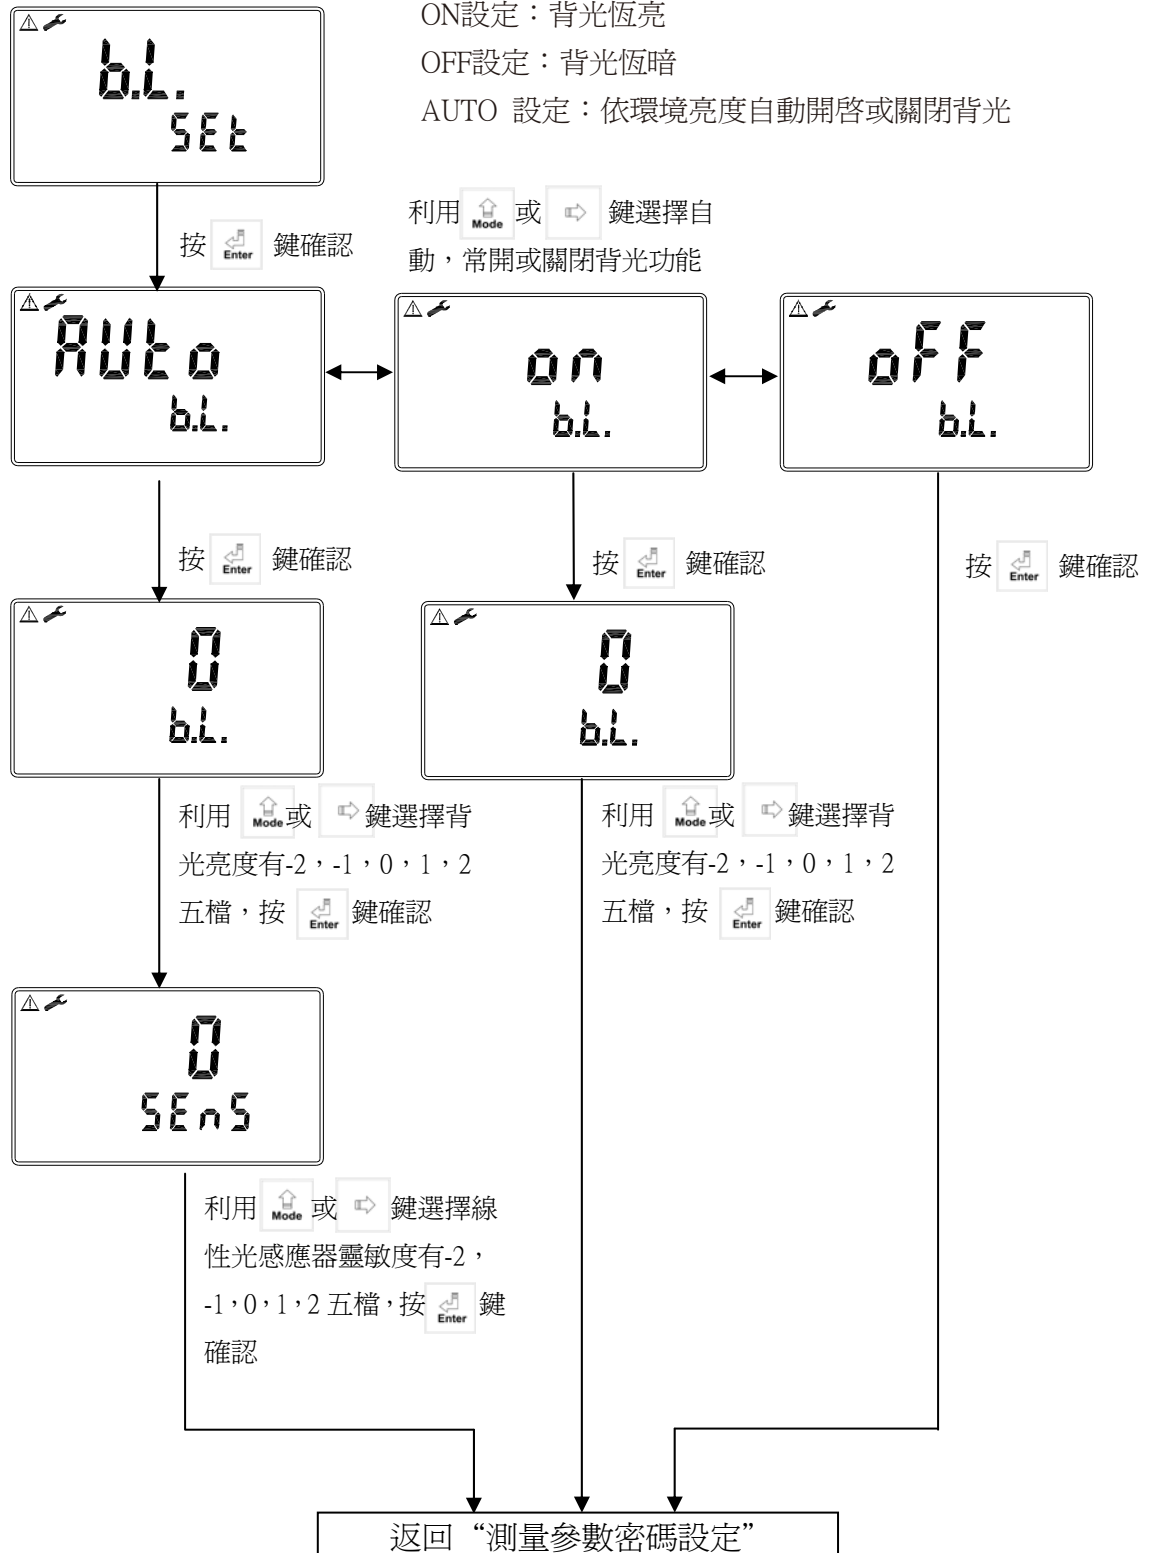 ON設定：背光恆亮
OFF設定：背光恆暗
AUTO 設定：依環境亮度自動開啓或關閉背光
b.L.
SEt
按 Enter 鍵確認
利用 Mode 或 鍵選擇自
動，常開或關閉背光功能
AUto
b.L.
on
b.L.
oFF
b.L.
按 Enter 鍵確認
按 Enter 鍵確認
按 Enter 鍵確認
0
b.L.
0
b.L.
利用 Mode 或 鍵選擇背
光亮度有-2，-1，0，1，2
五檔，按 Enter 鍵確認
利用 Mode 或 鍵選擇背
光亮度有-2，-1，0，1，2
五檔，按 Enter 鍵確認
0
SEnS
利用 Mode 或 鍵選擇線
性光感應器靈敏度有-2，
-1，0，1，2 五檔，按 Enter 鍵
確認
返回“測量參數密碼設定”